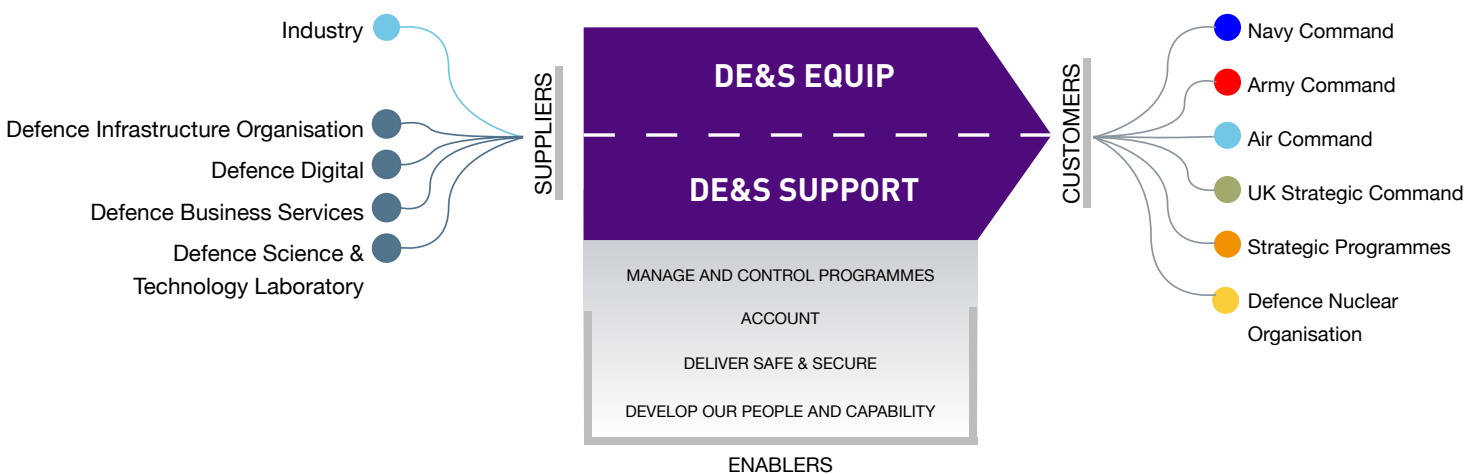 Industry
Defence Infrastructure Organisation
Defence Digital
Defence Business Services
Defence Science &
Technology Laboratory
SUPPLIERS
DE&S EQUIP
DE&S SUPPORT
MANAGE AND CONTROL PROGRAMMES
ACCOUNT
DELIVER SAFE & SECURE
DEVELOP OUR PEOPLE AND CAPABILITY
ENABLERS
CUSTOMERS
Navy Command
Army Command
Air Command
UK Strategic Command
Strategic Programmes
Defence Nuclear
Organisation